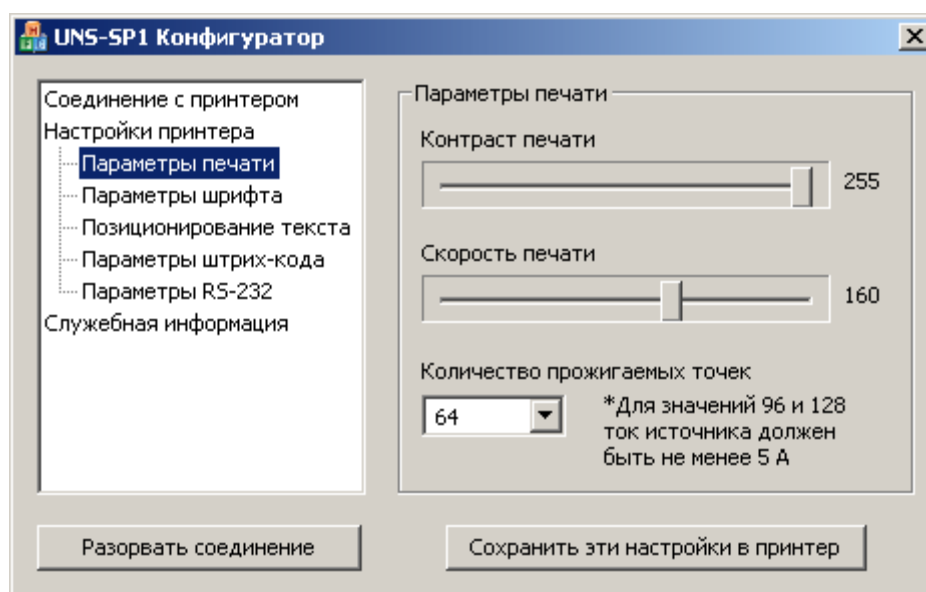 UNS-SP1 Конфигуратор
Соединение с принтером
Настройки принтера
Параметры печати
Параметры шрифта
Позиционирование текста
Параметры штрих-кода
Параметры RS-232
Служебная информация
Параметры печати
Контраст печати
255
Скорость печати
160
Количество прожигаемых точек
64
*Для значений 96 и 128
ток источника должен
быть не менее 5 А
Разорвать соединение
Сохранить эти настройки в принтер